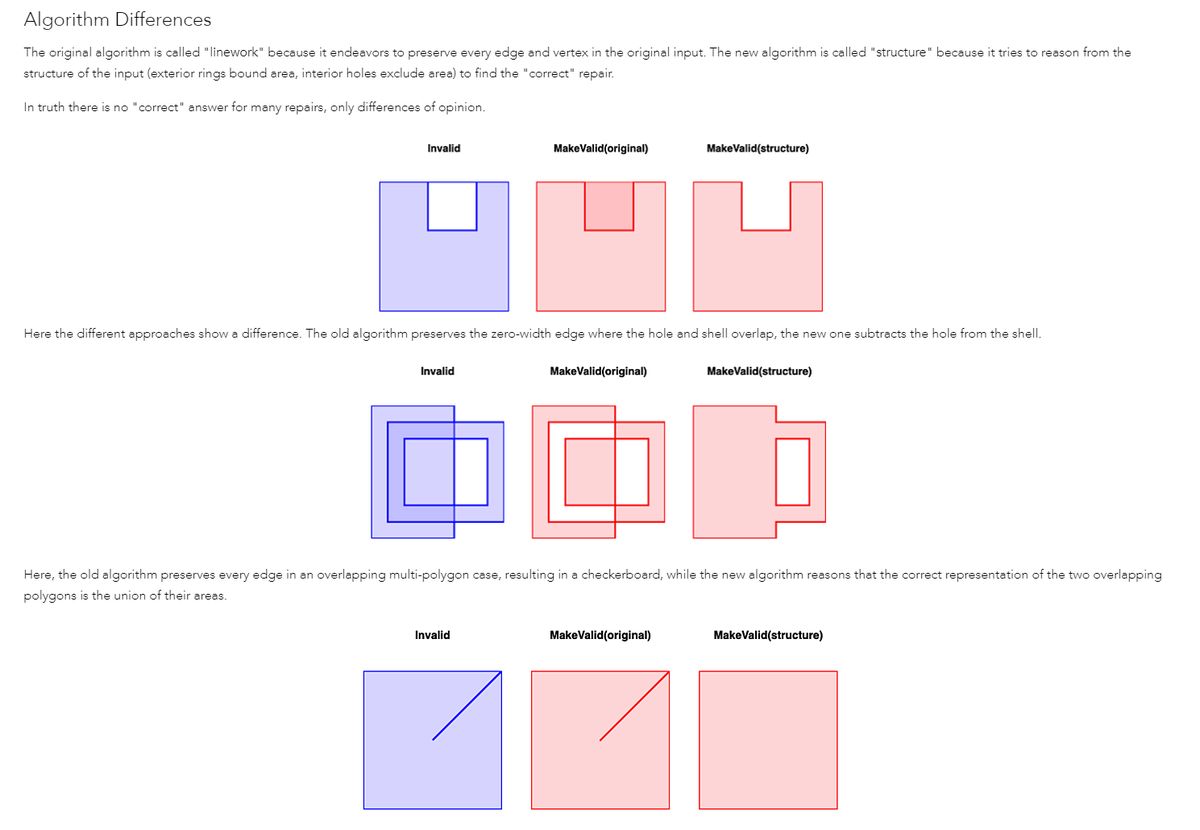 Algorithm Differences
The original algorithm is called "linework" because it endeavors to preserve every edge and vertex in the original input. The new algorithm is called "structure" because it tries to reason from the
structure of the input (exterior rings bound area, interior holes exclude area) to find the "correct" repair.
In truth there is no "correct" answer for many repairs, only differences of opinion.
Invalid MakeValid(original) MakeValid(structure)
Here the different approaches show a difference. The old algorithm preserves the zero-width edge where the hole and shell overlap, the new one subtracts the hole from the shell.
Invalid MakeValid(original) MakeValid(structure)
Here, the old algorithm preserves every edge in an overlapping multi-polygon case, resulting in a checkerboard, while the new algorithm reasons that the correct representation of the two overlapping
polygons is the union of their areas.
Invalid MakeValid(original) MakeValid(structure)